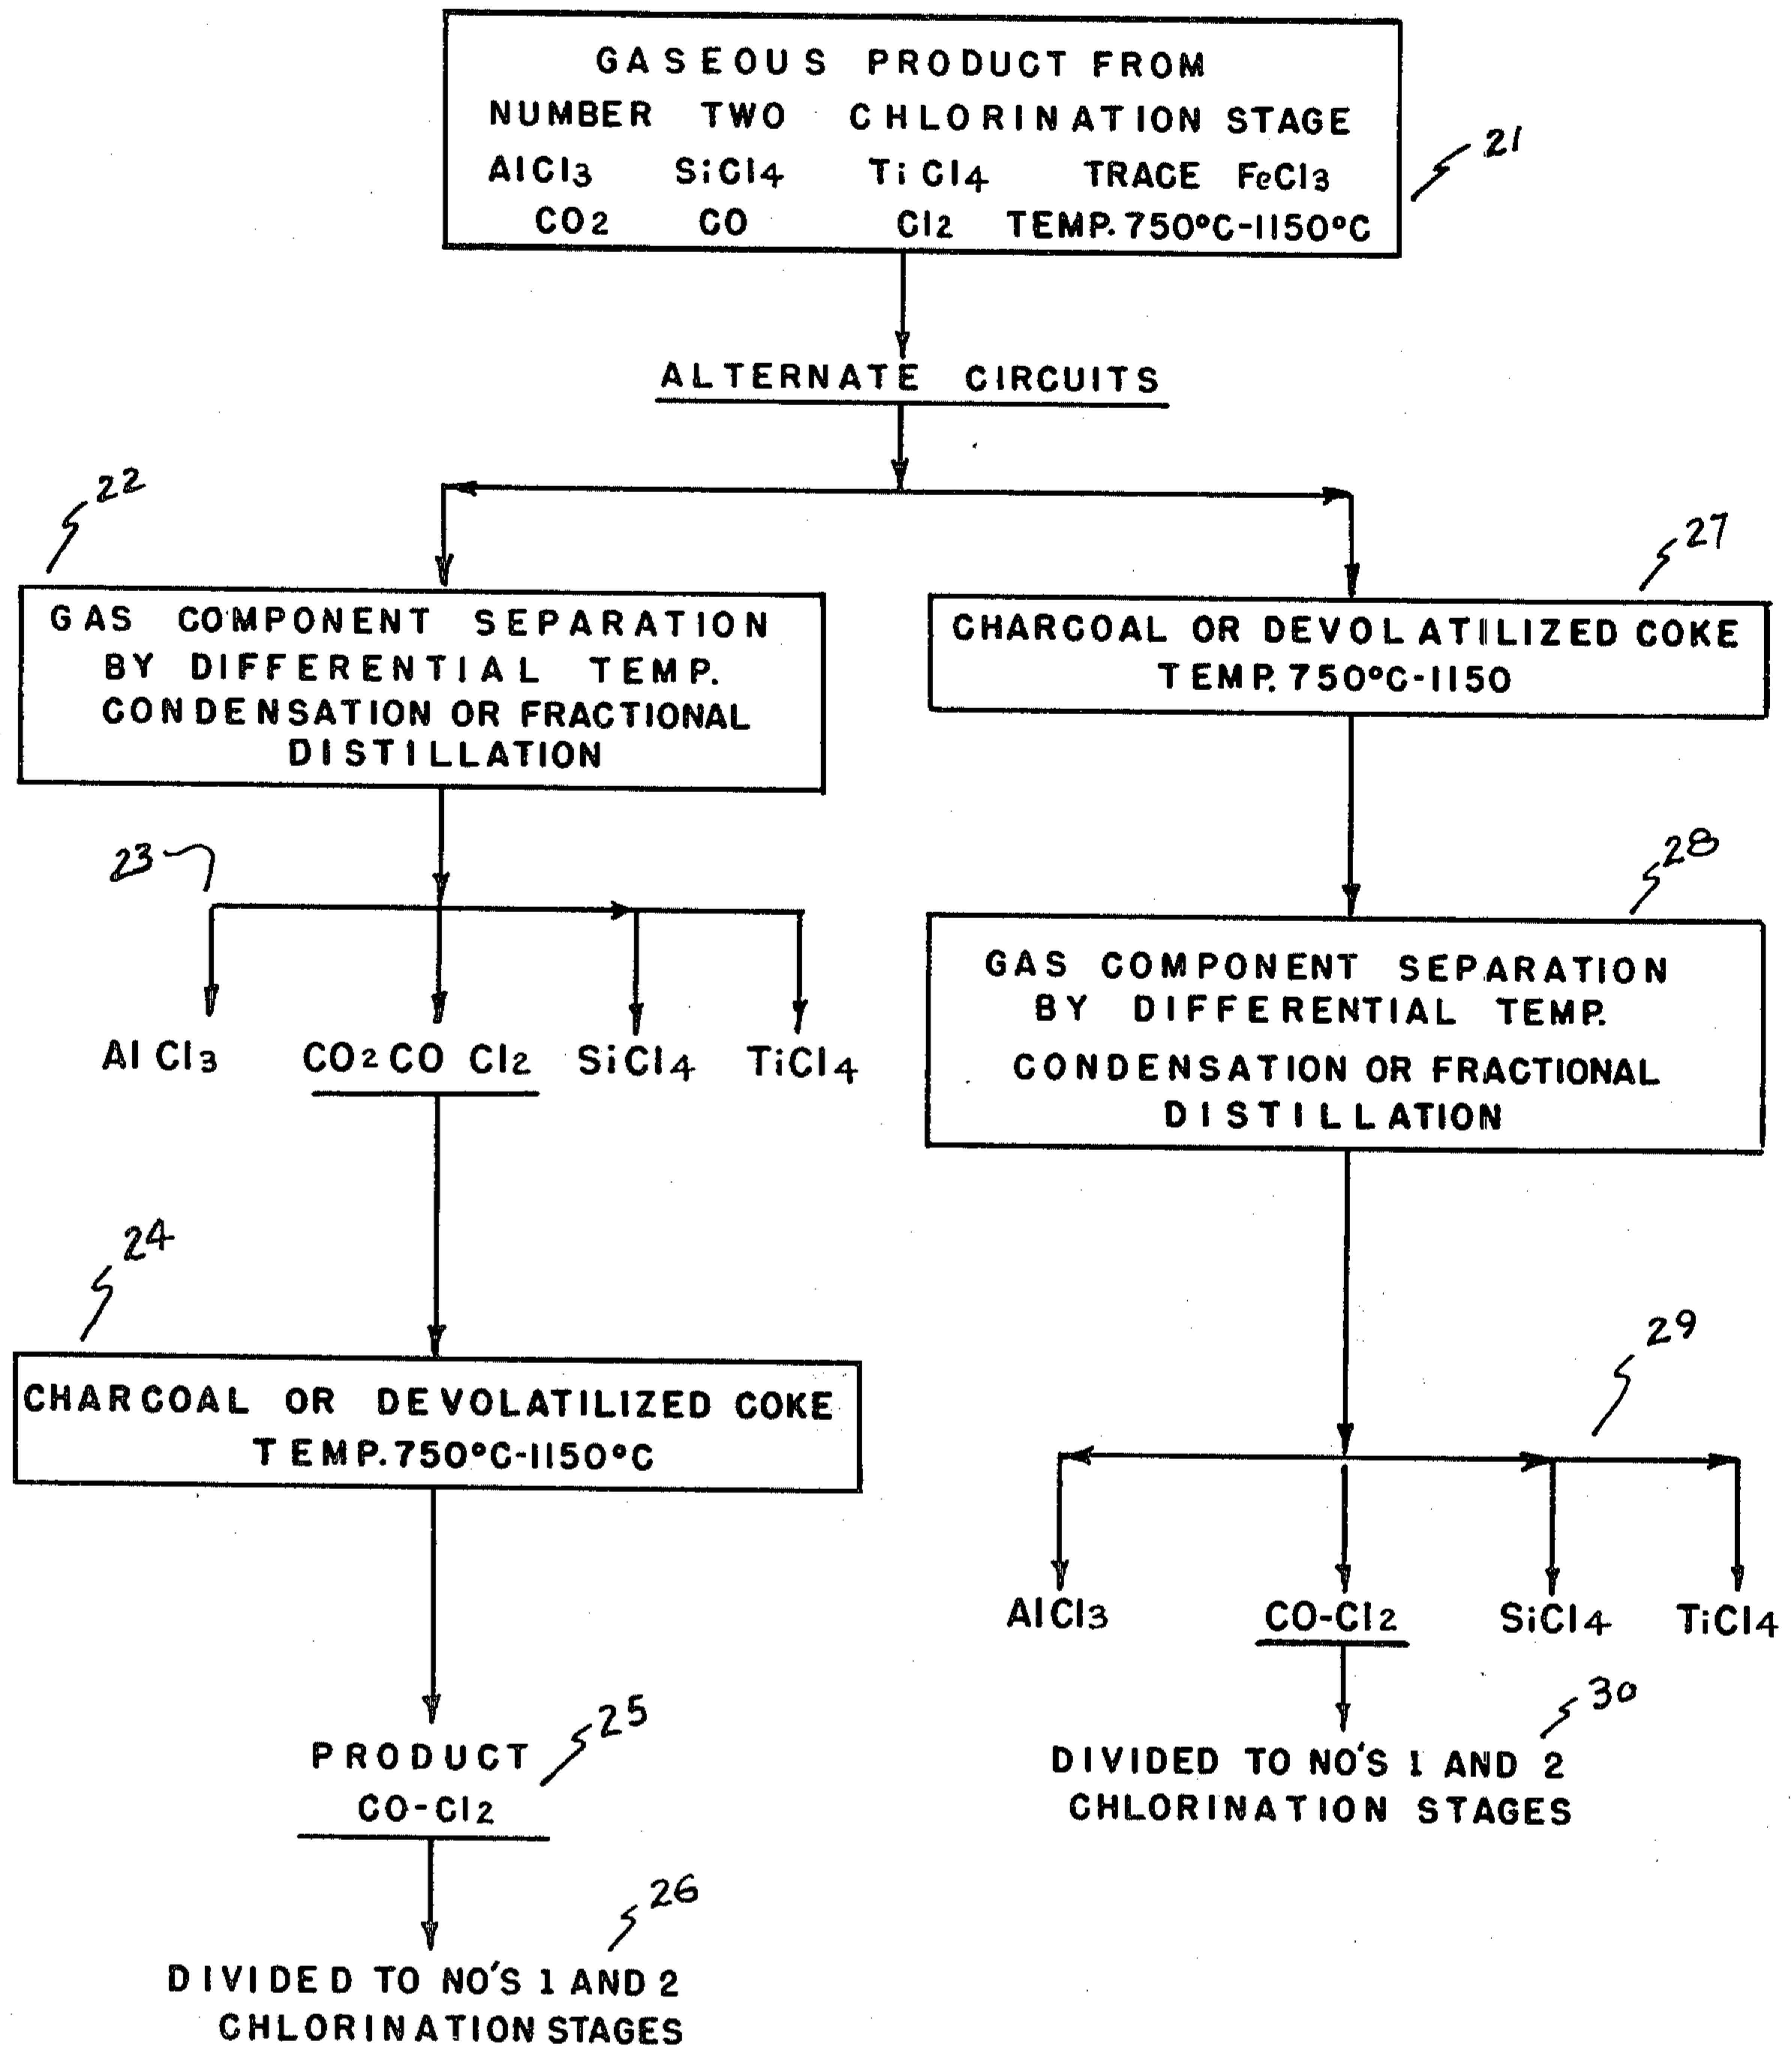 GASEOUS PRODUCT FROM
NUMBER TWO CHLORINATION STAGE
AlCl3 SiCl4 TiCl4 TRACE FeCl3
CO2 CO Cl2 TEMP. 750°C-1150°C
21
ALTERNATE CIRCUITS
22
GAS COMPONENT SEPARATION
BY DIFFERENTIAL TEMP.
CONDENSATION OR FRACTIONAL
DISTILLATION
23
AlCl3 CO2 CO Cl2 SiCl4 TiCl4
24
CHARCOAL OR DEVOLATILIZED COKE
TEMP. 750°C-1150°C
25
PRODUCT
CO-Cl2
26
DIVIDED TO NO'S 1 AND 2
CHLORINATION STAGES
27
CHARCOAL OR DEVOLATILIZED COKE
TEMP. 750°C-1150
28
GAS COMPONENT SEPARATION
BY DIFFERENTIAL TEMP.
CONDENSATION OR FRACTIONAL
DISTILLATION
29
AlCl3 CO-Cl2 SiCl4 TiCl4
30
DIVIDED TO NO'S 1 AND 2
CHLORINATION STAGES